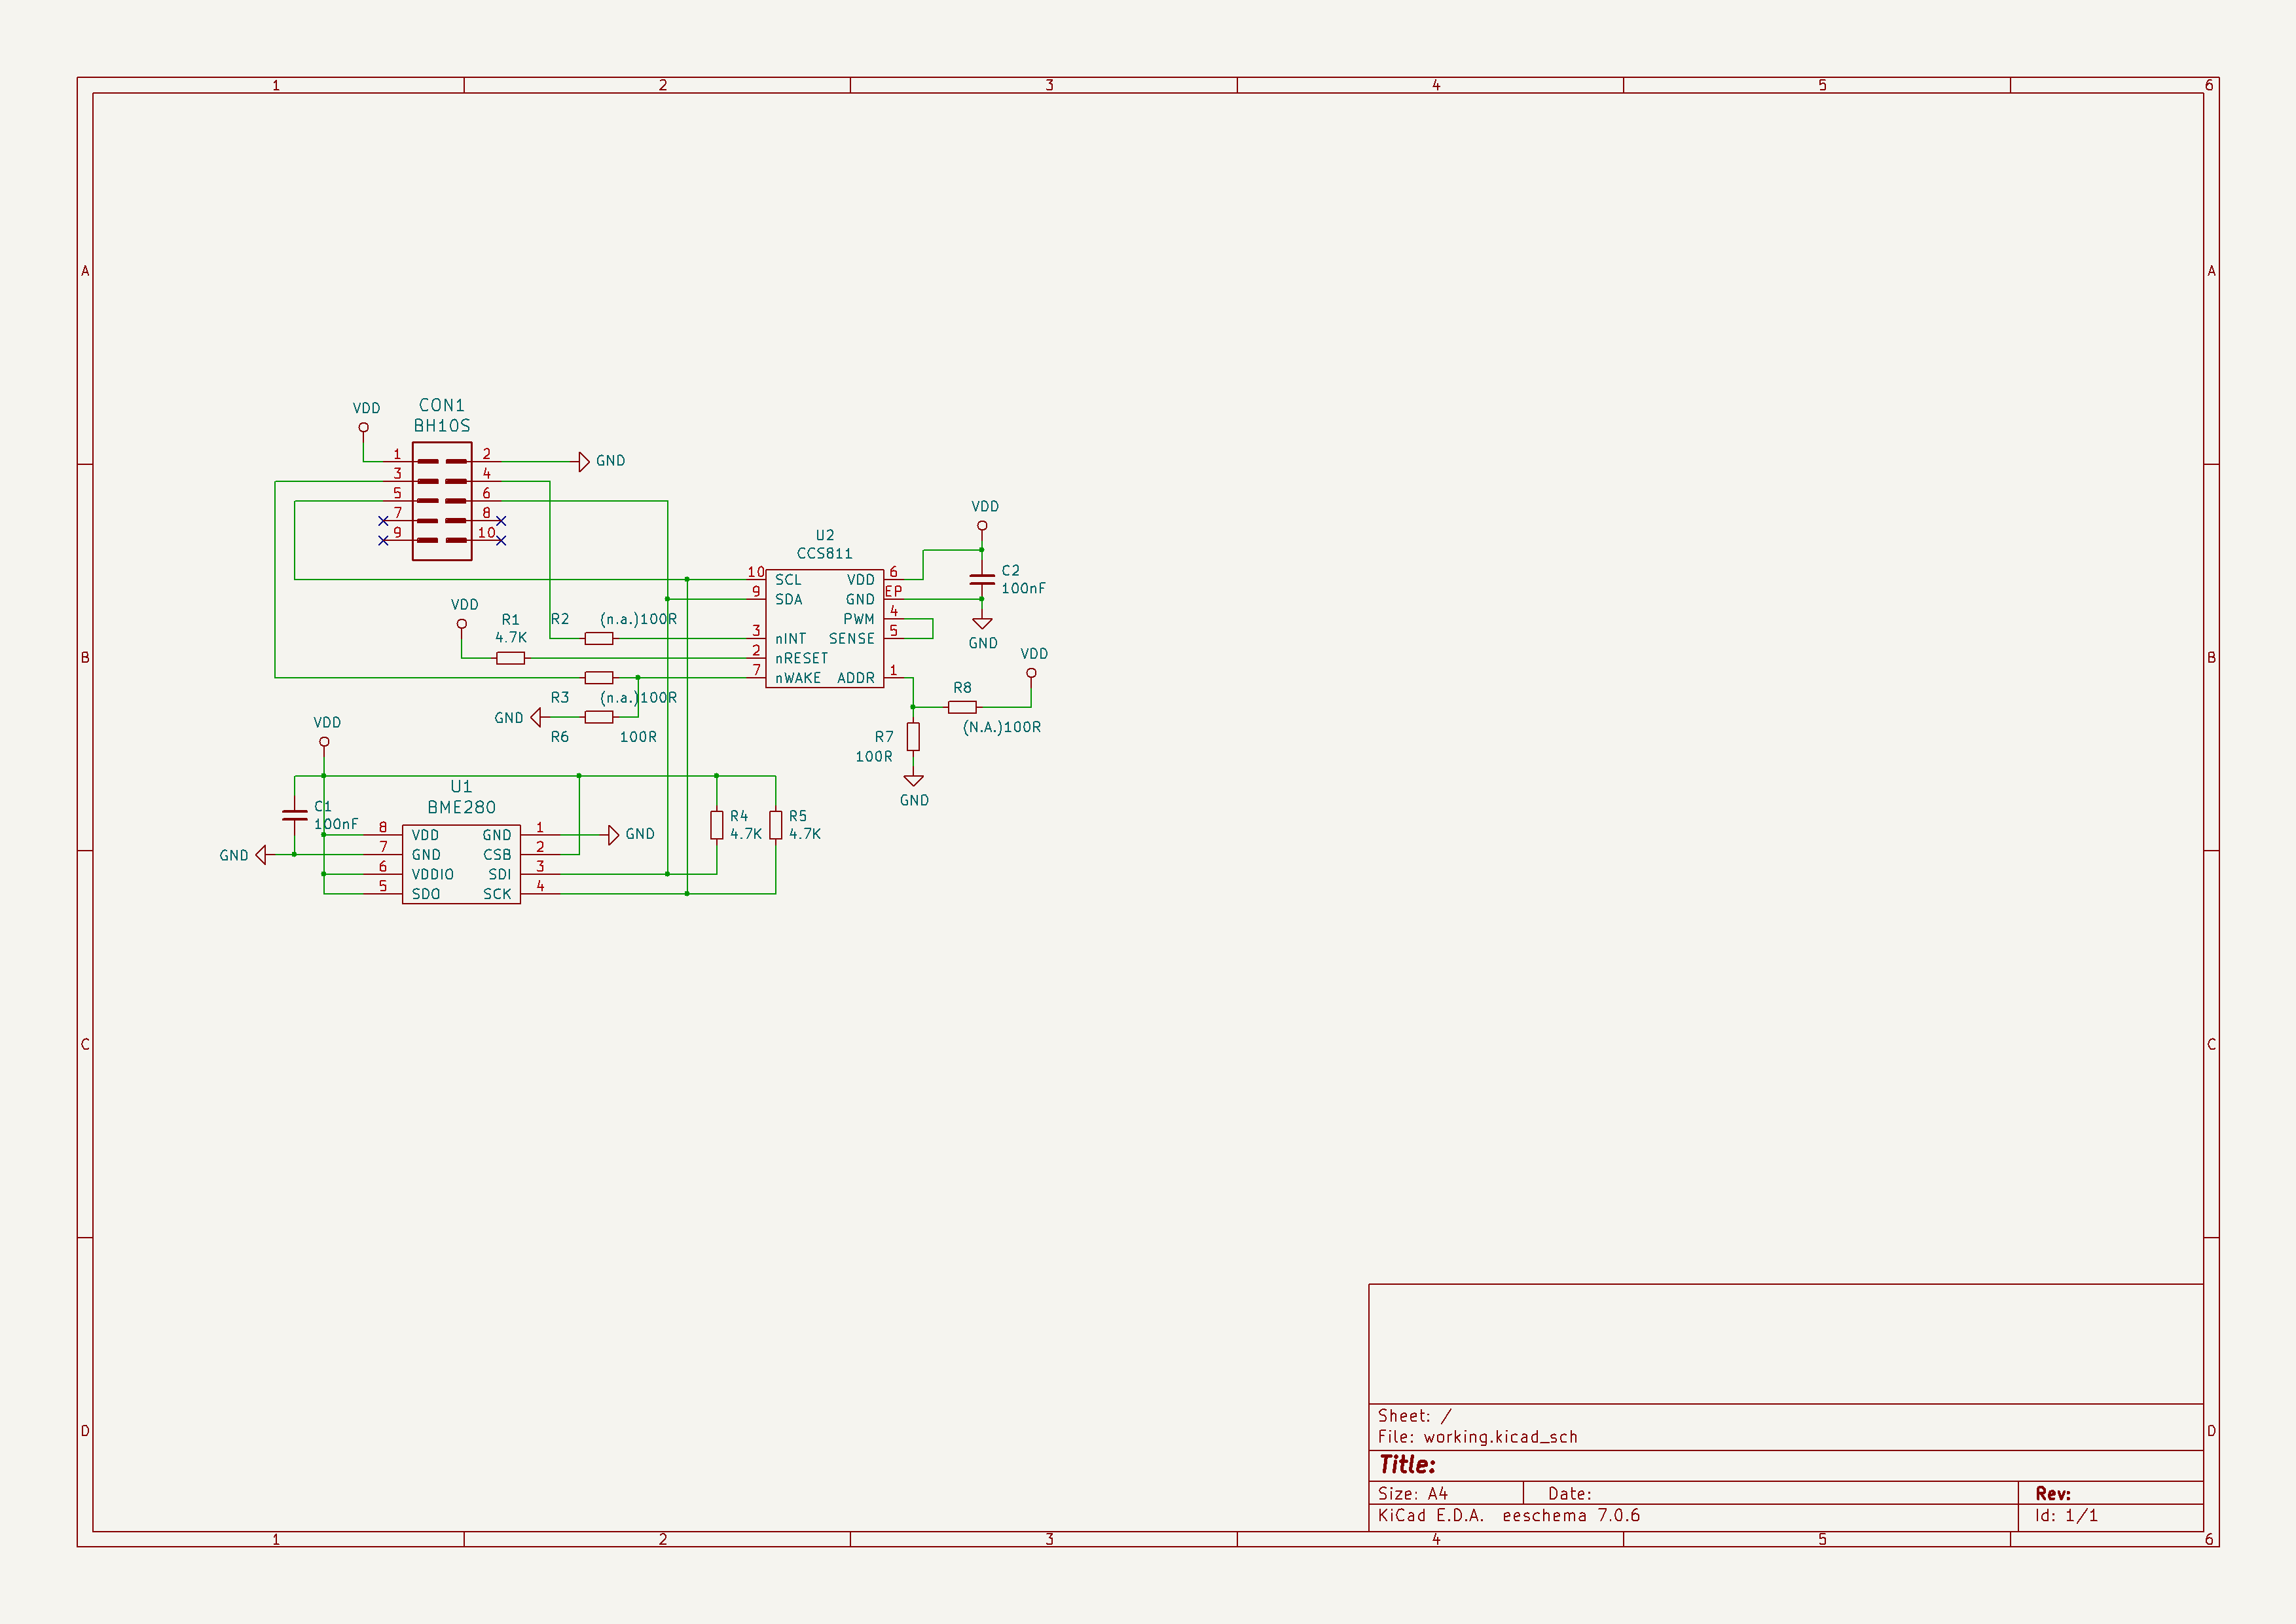 1 2 3 4 5 6
A A
CON1
BH10S
VDD
1 2 GND
3 4
5 6
7 8
9 10
VDD
U2
CCS811
10 SCL VDD 6
9 SDA GND EP
PWM 4
3 nINT SENSE 5
2 nRESET
7 nWAKE ADDR 1
C2
100nF
GND
VDD
R1
4.7K
R2 (n.a.)100R
R3 (n.a.)100R
GND
R6 100R
VDD
R8
(N.A.)100R
R7
100R
GND
B B
VDD
U1
BME280
C1
100nF
GND
8 VDD GND 1 GND
7 GND CSB 2
6 VDDIO SDI 3
5 SDO SCK 4
R4
4.7K
R5
4.7K
C C
Sheet: /
File: working.kicad_sch
Title:
Size: A4 Date: Rev:
KiCad E.D.A. eeschema 7.0.6 Id: 1/1
D D
1 2 3 4 5 6